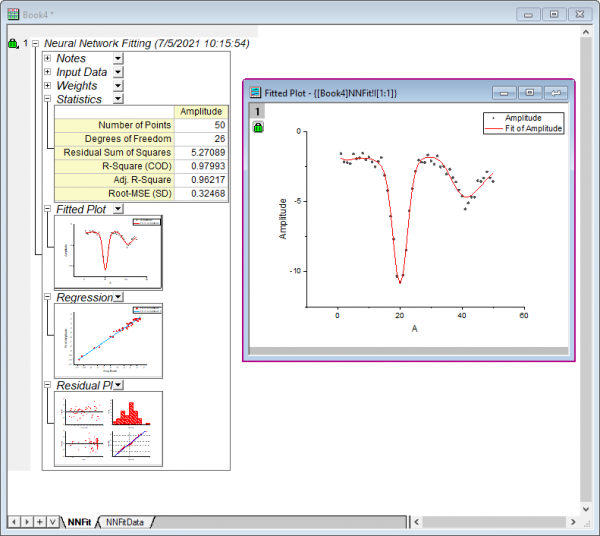 Book4 *
1 Neural Network Fitting (7/5/2021 10:15:54)
Notes
Input Data
Weights
Statistics
Amplitude
Number of Points 50
Degrees of Freedom 26
Residual Sum of Squares 5.27089
R-Square (COD) 0.97993
Adj. R-Square 0.96217
Root-MSE (SD) 0.32468
Fitted Plot
Regression
Residual Pl
NNFit NNFitData
Fitted Plot - {[Book4]NNFit!I[1:1]}
1
Amplitude
Fit of Amplitude
0
-5
-10
Amplitude
0 20 40 60
A